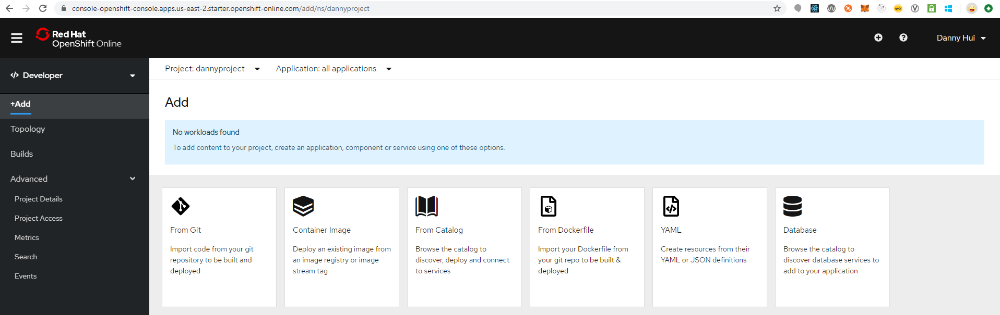 console-openshift-console.apps.us-east-2.starter.openshift-online.com/add/ns/dannyproject
Red Hat
OpenShift Online
Danny Hui
</> Developer
Project: dannyproject
Application: all applications
+Add
Topology
Builds
Advanced
Project Details
Project Access
Metrics
Search
Events
Add
No workloads found
To add content to your project, create an application, component or service using one of these options.
From Git
Import code from your git
repository to be built and
deployed
Container Image
Deploy an existing image from
an image registry or image
stream tag
From Catalog
Browse the catalog to
discover, deploy and connect
to services
From Dockerfile
Import your Dockerfile from
your git repo to be built &
deployed
YAML
Create resources from their
YAML or JSON definitions
Database
Browse the catalog to
discover database services to
add to your application